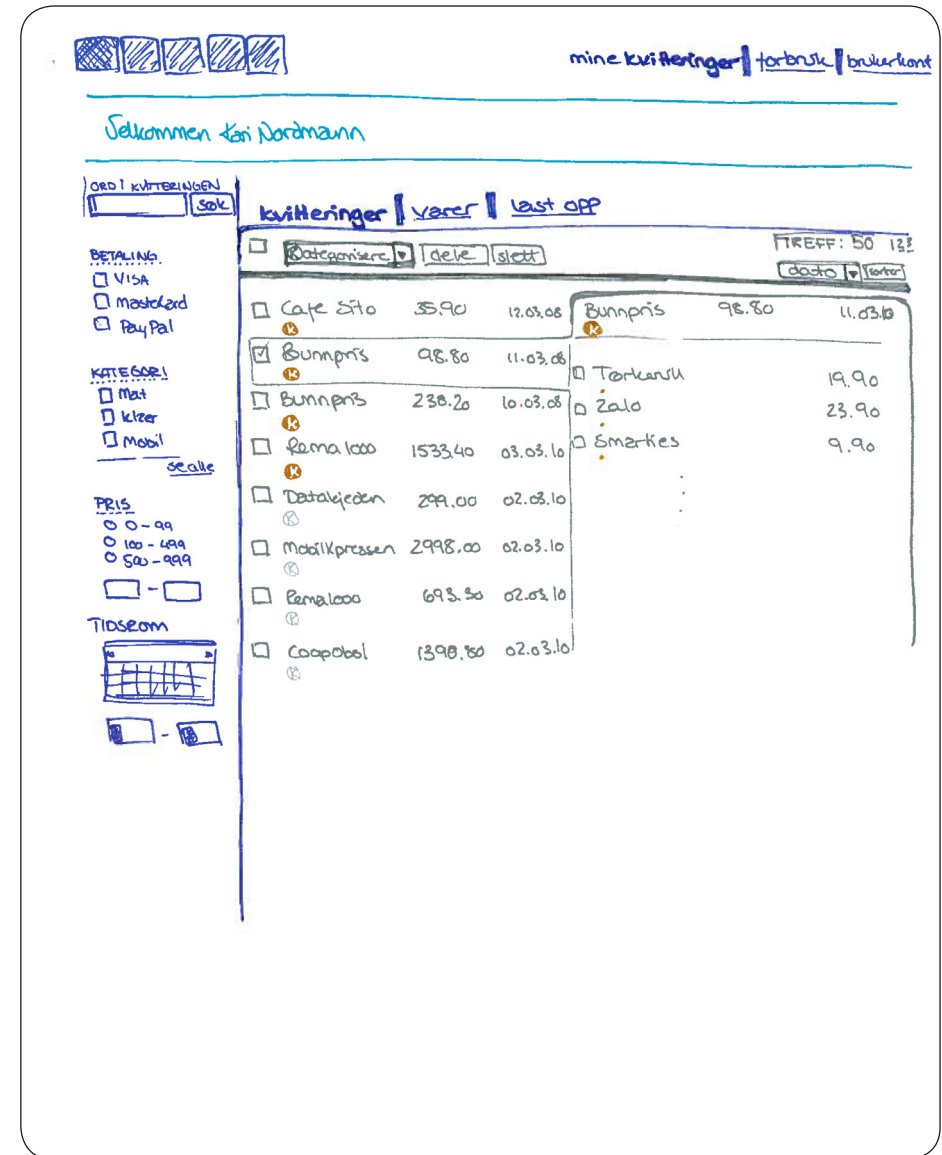 mine kvitteringer forbruk brukerkont
Velkommen Kari Nordmann
ORD I KVITTERINGEN
søk
kvitteringer varer last opp
Kategorisere dele slett
TREFF: 50 123
dato sorter
BETALING
VISA
Mastercard
PayPal
KATEGORI
Mat
klær
Mobil
se alle
PRIS
0-99
100-499
500-999
-
TIDSROM
-
Cafe Sito 35.90 12.03.08
K
Bunnpris 98.80 11.03.08
K
Bunnpris 238.20 10.03.08
K
Rema 1000 1533.40 03.03.10
K
Datakjeden 299.00 02.03.10
K
MobilXpressen 2998.00 02.03.10
K
Rema 1000 693.30 02.03.10
K
Coop Obs! 1398.80 02.03.10
K
Bunnpris 98.80 11.03.10
K
Tørkerull 19.90
Zalo 23.90
Smarties 9.90